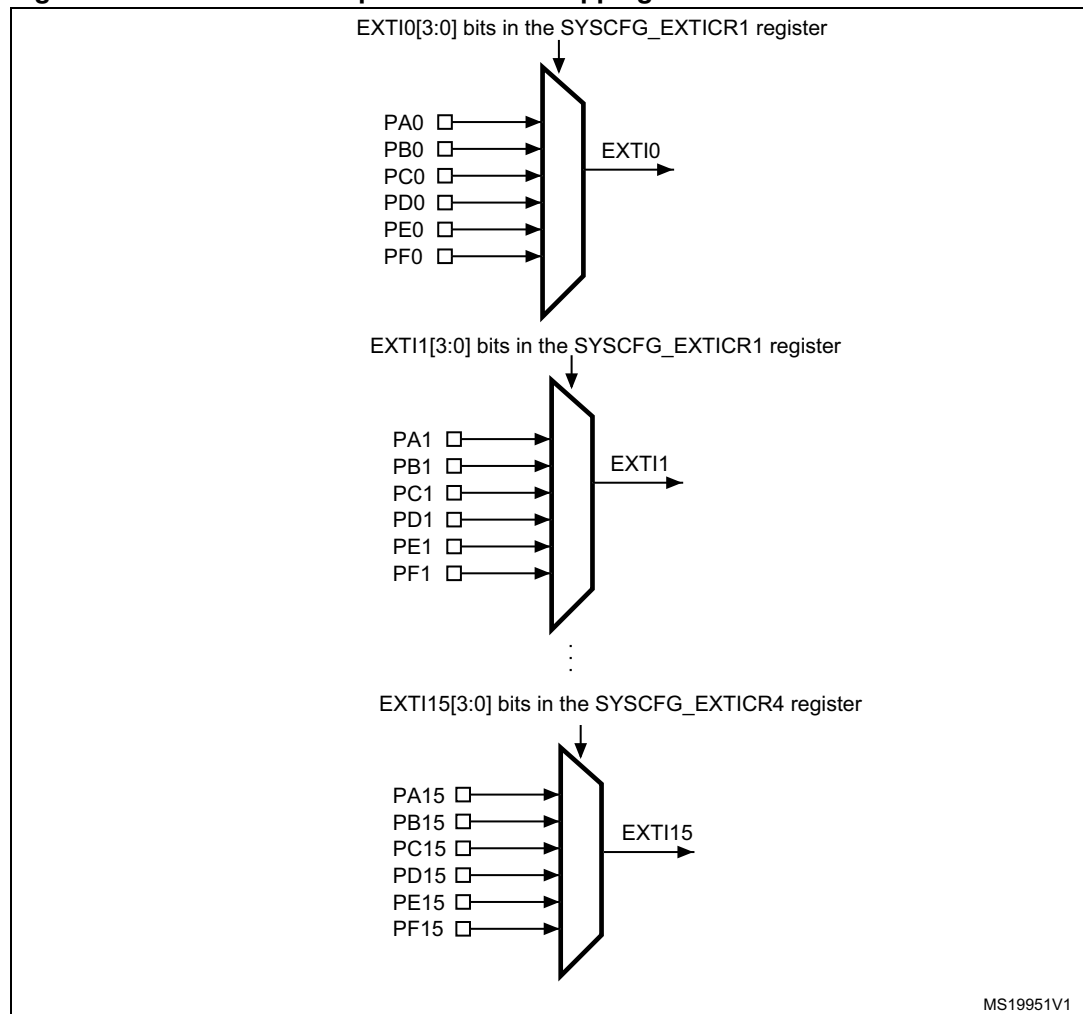 EXTI0[3:0] bits in the SYSCFG_EXTICR1 register
PA0
PB0
PC0
PD0
PE0
PF0
EXTI0
EXTI1[3:0] bits in the SYSCFG_EXTICR1 register
PA1
PB1
PC1
PD1
PE1
PF1
EXTI1
EXTI15[3:0] bits in the SYSCFG_EXTICR4 register
PA15
PB15
PC15
PD15
PE15
PF15
EXTI15
MS19951V1